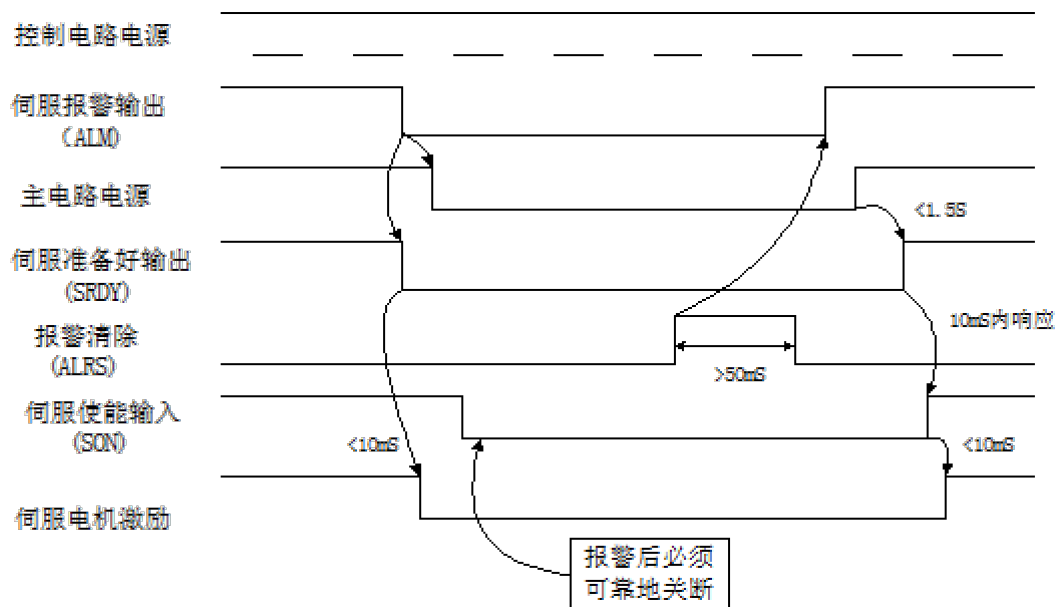 控制电路电源
伺服报警输出
(ALM)
主电路电源
<1.5S
伺服准备好输出
(SRDY)
10mS内响应
报警清除
(ALRS)
>50mS
伺服使能输入
(SON)
<10mS
<10mS
伺服电机激励
报警后必须
可靠地关断